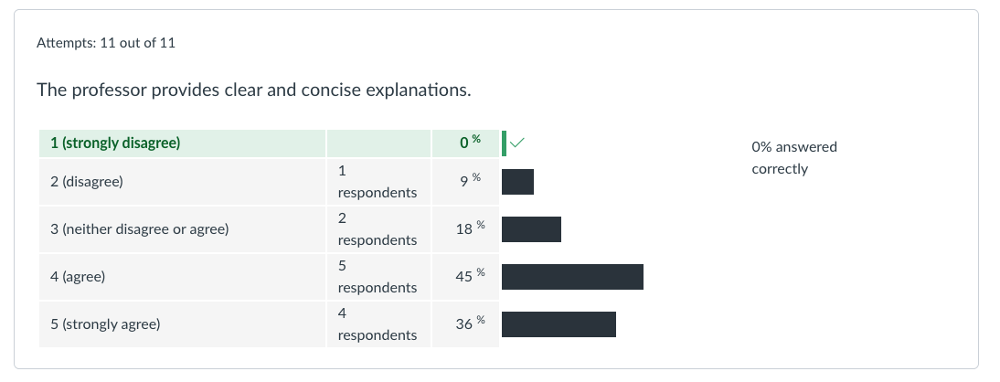 Attempts: 11 out of 11
The professor provides clear and concise explanations.
1 (strongly disagree) 0 %
0% answered
correctly
2 (disagree) 1 respondents 9 %
3 (neither disagree or agree) 2 respondents 18 %
4 (agree) 5 respondents 45 %
5 (strongly agree) 4 respondents 36 %